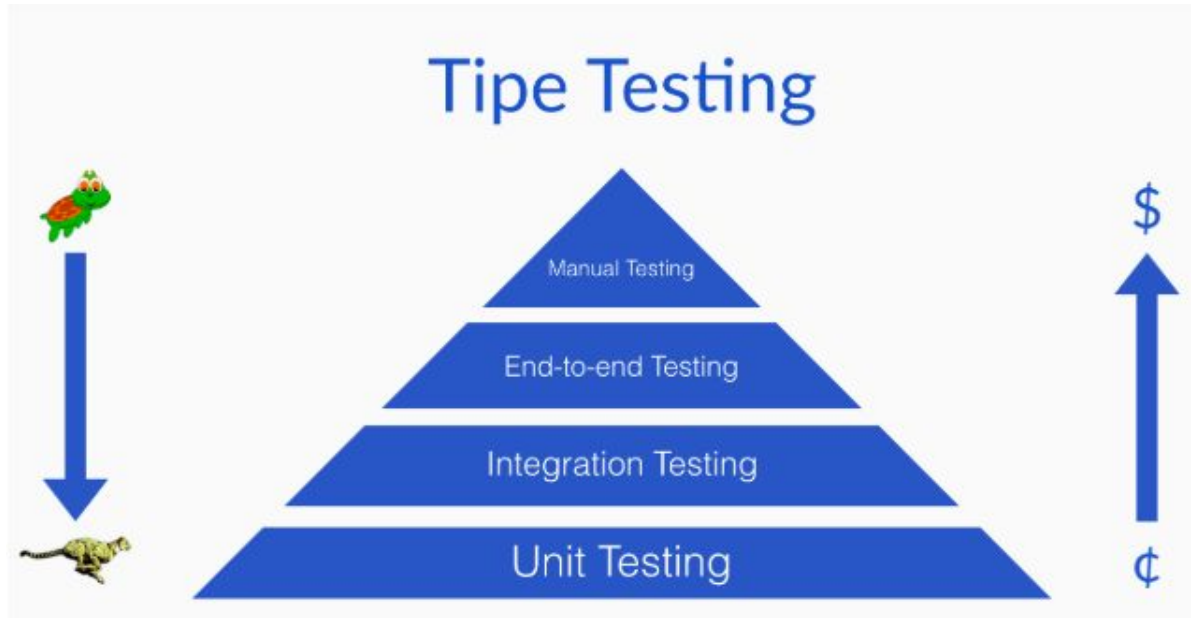 Tipe Testing
$
Manual Testing
End-to-end Testing
Integration Testing
Unit Testing
¢